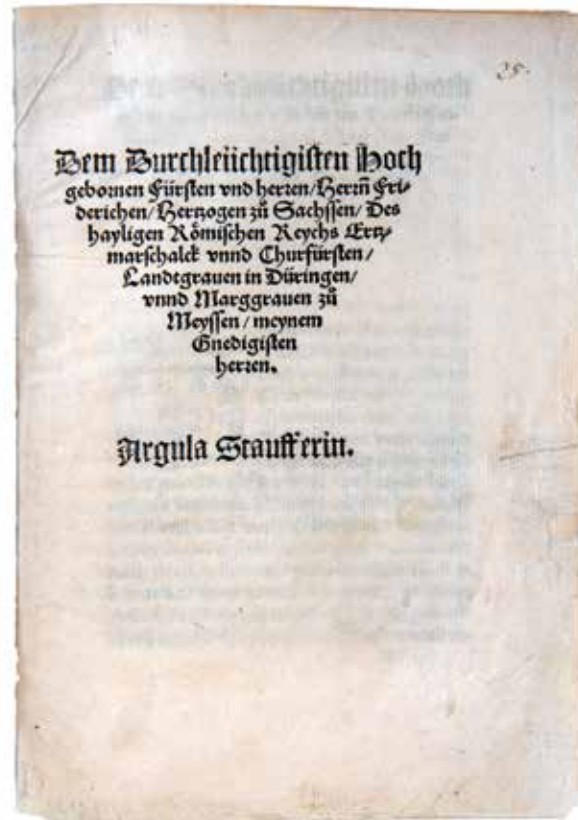 25.
Dem Durchleüchtigisten Hoch
gebornen Fürsten vnd herren/Herrñ Fri⸗
derichen/Hertzogen zů Sachssen/Des
hayligen Römischen Reychs Ertz⸗
marschalck vnnd Churfürsten/
Landtgrauen in Düringen/
vnnd Marggrauen zů
Meyssen/meynem
Gnedigisten
herren.
Argula Staufferin.